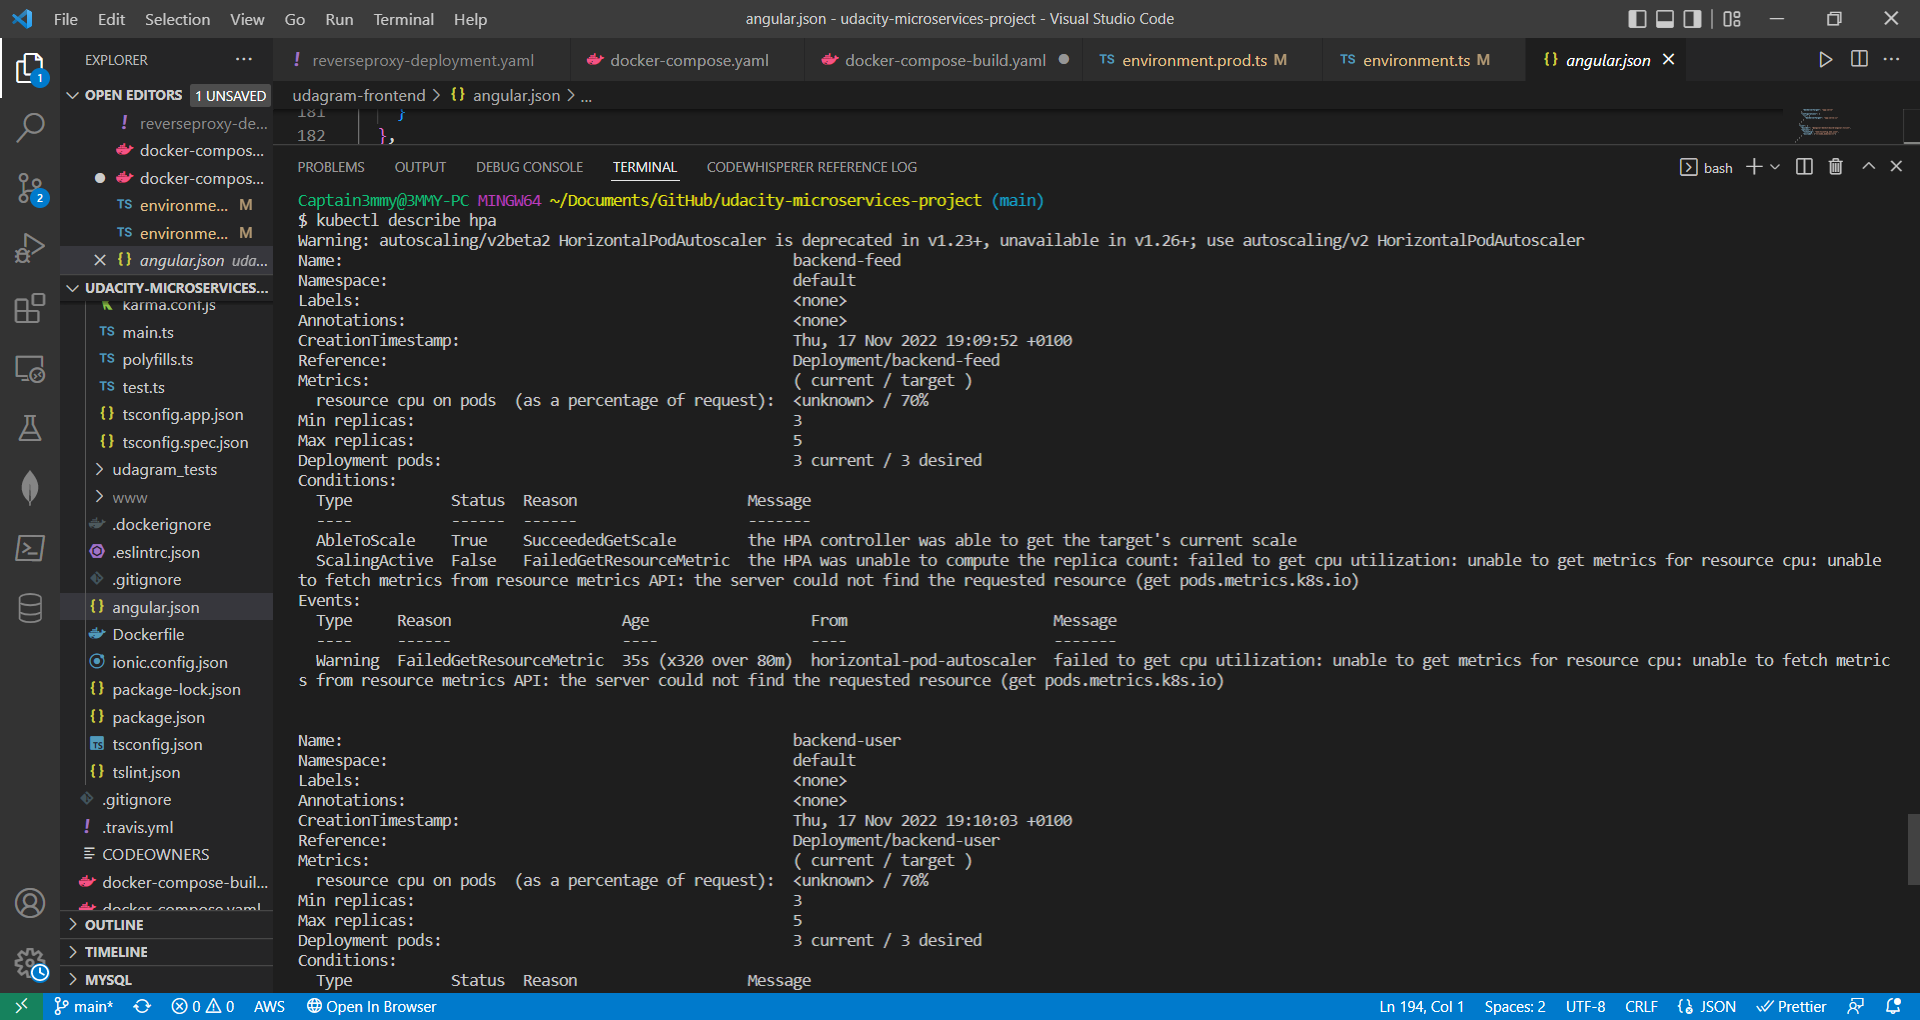 File Edit Selection View Go Run Terminal Help
angular.json - udacity-microservices-project - Visual Studio Code
EXPLORER
reverseproxy-deployment.yaml
docker-compose.yaml
docker-compose-build.yaml
TS environment.prod.ts M
TS environment.ts M
{} angular.json
1
OPEN EDITORS 1 UNSAVED
udagram-frontend > {} angular.json > ...
! reverseproxy-de...
docker-compos...
docker-compos...
TS environme... M
TS environme... M
{} angular.json uda...
2
UDACITY-MICROSERVICES...
karma.conf.js
TS main.ts
TS polyfills.ts
TS test.ts
{} tsconfig.app.json
{} tsconfig.spec.json
udagram_tests
www
.dockerignore
.eslintrc.json
.gitignore
{} angular.json
Dockerfile
ionic.config.json
{} package-lock.json
{} package.json
TS tsconfig.json
{} tslint.json
.gitignore
! .travis.yml
CODEOWNERS
docker-compose-buil...
docker-compose.yaml
OUTLINE
TIMELINE
MYSQL
181 }
182 },
PROBLEMS OUTPUT DEBUG CONSOLE TERMINAL CODEWHISPERER REFERENCE LOG
bash
Captain3mmy@3MMY-PC MINGW64 ~/Documents/GitHub/udacity-microservices-project (main)
$ kubectl describe hpa
Warning: autoscaling/v2beta2 HorizontalPodAutoscaler is deprecated in v1.23+, unavailable in v1.26+; use autoscaling/v2 HorizontalPodAutoscaler
Name: backend-feed
Namespace: default
Labels: <none>
Annotations: <none>
CreationTimestamp: Thu, 17 Nov 2022 19:09:52 +0100
Reference: Deployment/backend-feed
Metrics: ( current / target )
resource cpu on pods (as a percentage of request): <unknown> / 70%
Min replicas: 3
Max replicas: 5
Deployment pods: 3 current / 3 desired
Conditions:
Type Status Reason Message
---- ------ ------ -------
AbleToScale True SucceededGetScale the HPA controller was able to get the target's current scale
ScalingActive False FailedGetResourceMetric the HPA was unable to compute the replica count: failed to get cpu utilization: unable to get metrics for resource cpu: unable
to fetch metrics from resource metrics API: the server could not find the requested resource (get pods.metrics.k8s.io)
Events:
Type Reason Age From Message
---- ------ ---- ---- -------
Warning FailedGetResourceMetric 35s (x320 over 80m) horizontal-pod-autoscaler failed to get cpu utilization: unable to get metrics for resource cpu: unable to fetch metric
s from resource metrics API: the server could not find the requested resource (get pods.metrics.k8s.io)
Name: backend-user
Namespace: default
Labels: <none>
Annotations: <none>
CreationTimestamp: Thu, 17 Nov 2022 19:10:03 +0100
Reference: Deployment/backend-user
Metrics: ( current / target )
resource cpu on pods (as a percentage of request): <unknown> / 70%
Min replicas: 3
Max replicas: 5
Deployment pods: 3 current / 3 desired
Conditions:
Type Status Reason Message
main* 0 0 AWS Open In Browser
Ln 194, Col 1 Spaces: 2 UTF-8 CRLF {} JSON Prettier